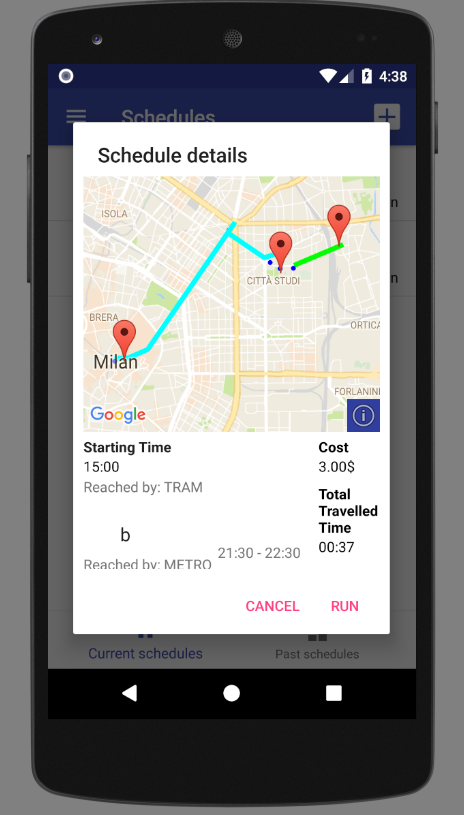 4:38
Schedules
n
n
Schedule details
ISOLA
CITTÀ STUDI
BRERA
Milan
ORTICA
FORLANINI
Google
Starting Time
15:00
Reached by: TRAM
b
21:30 - 22:30
Reached by: METRO
Cost
3.00$
Total
Travelled
Time
00:37
CANCEL
RUN
Current schedules
Past schedules